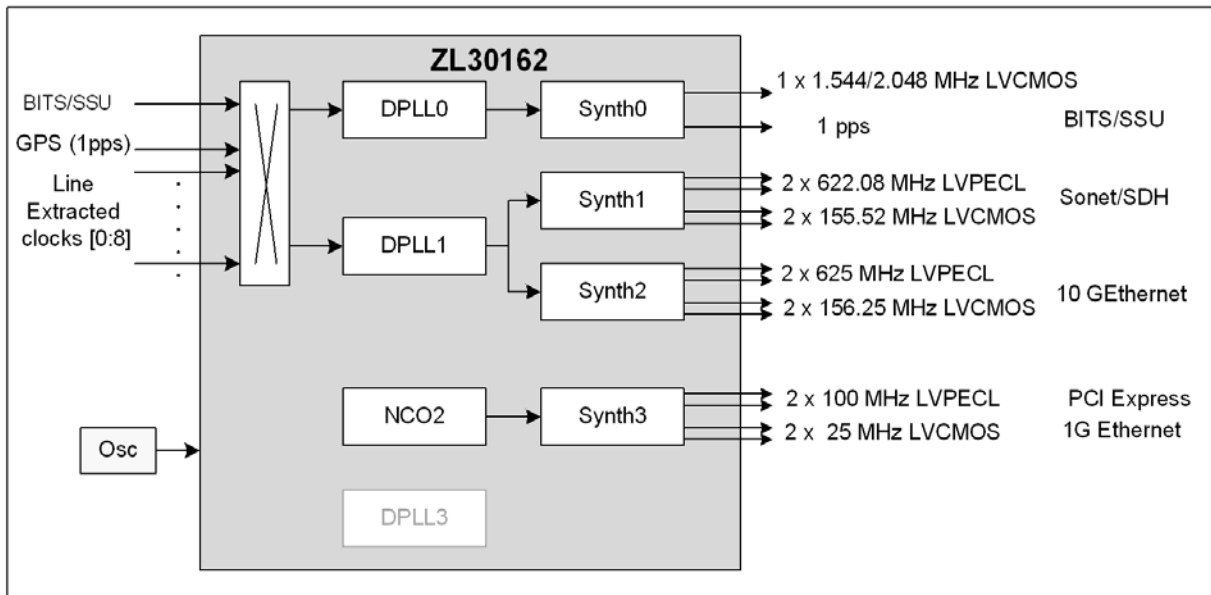 ZL30162
BITS/SSU
GPS (1pps)
Line
Extracted
clocks [0:8]
Osc
DPLL0
Synth0
1 x 1.544/2.048 MHz LVCMOS
1 pps
BITS/SSU
DPLL1
Synth1
2 x 622.08 MHz LVPECL
2 x 155.52 MHz LVCMOS
Sonet/SDH
Synth2
2 x 625 MHz LVPECL
2 x 156.25 MHz LVCMOS
10 GEthernet
NCO2
Synth3
2 x 100 MHz LVPECL
PCI Express
2 x 25 MHz LVCMOS
1G Ethernet
DPLL3